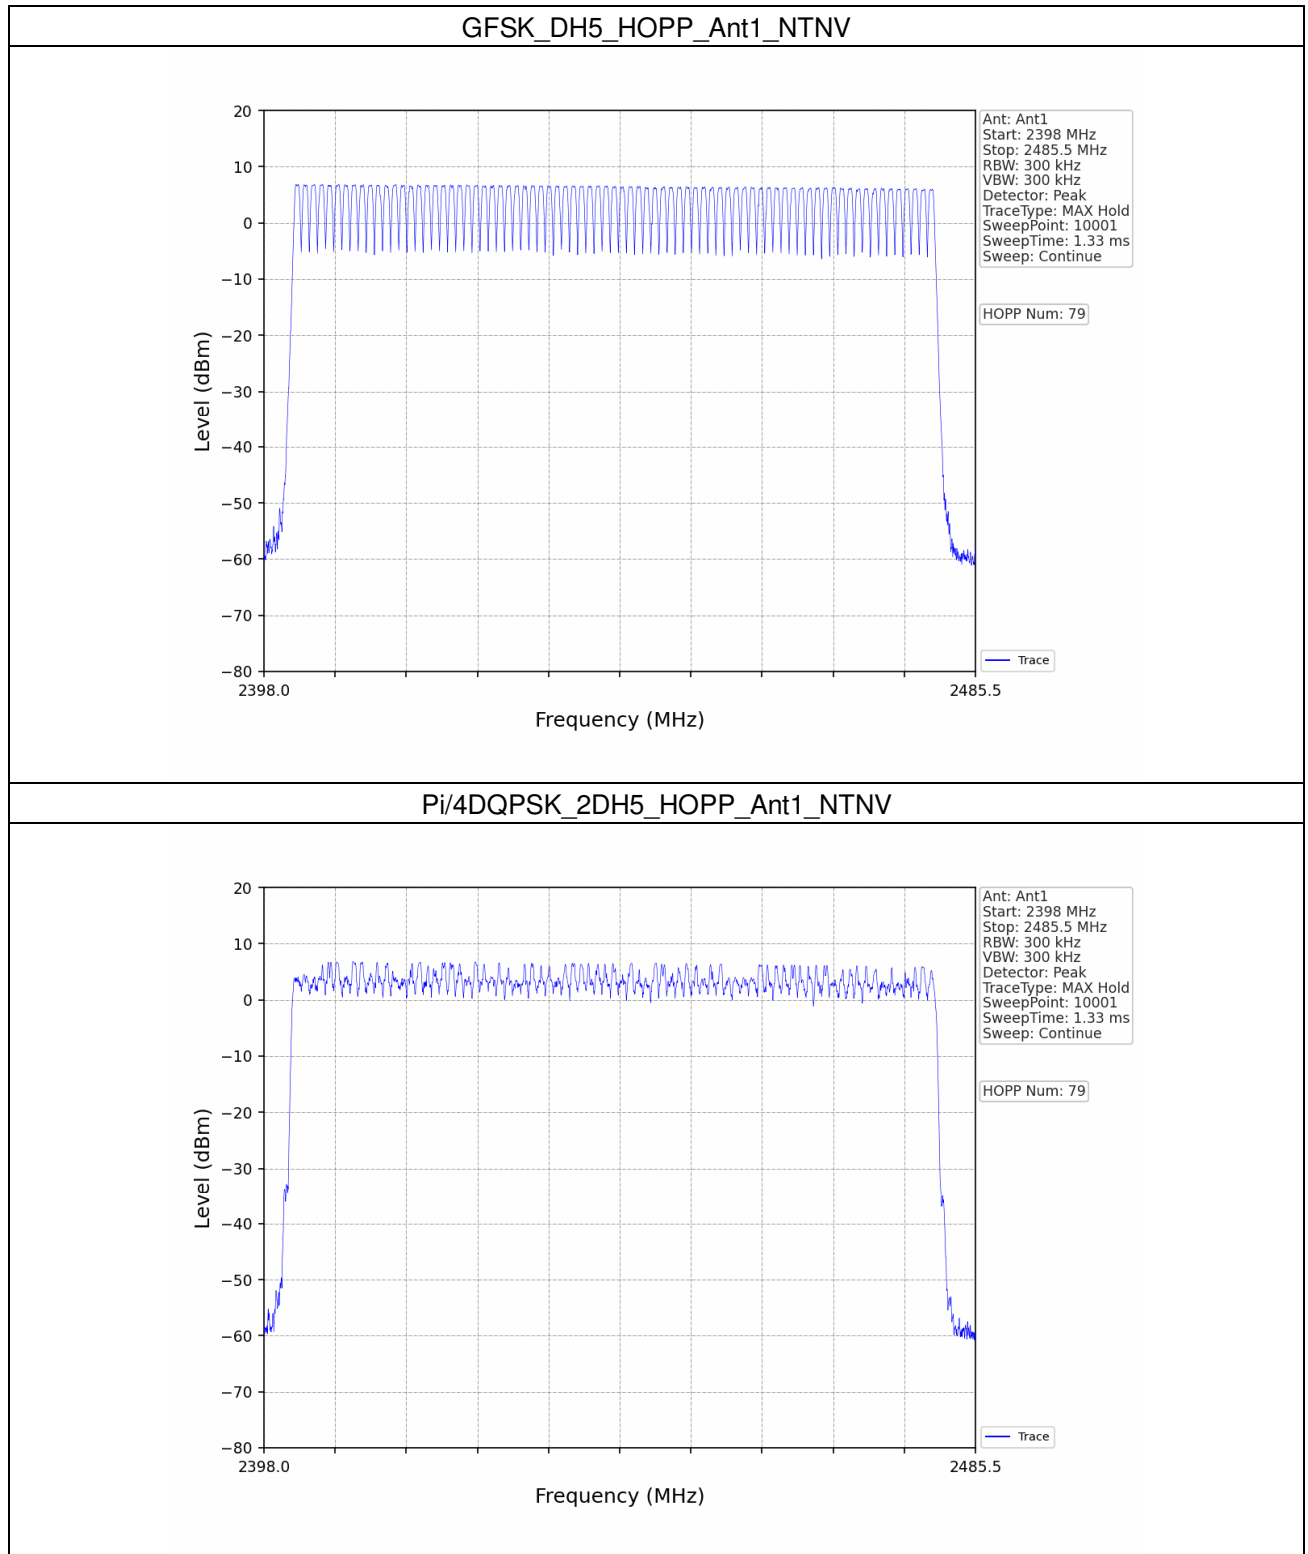 GFSK_DH5_HOPP_Ant1_NTNV
20
10
0
−10
−20
−30
−40
−50
−60
−70
−80
Level (dBm)
2398.0
2485.5
Frequency (MHz)
Ant: Ant1
Start: 2398 MHz
Stop: 2485.5 MHz
RBW: 300 kHz
VBW: 300 kHz
Detector: Peak
TraceType: MAX Hold
SweepPoint: 10001
SweepTime: 1.33 ms
Sweep: Continue
HOPP Num: 79
Trace
Pi/4DQPSK_2DH5_HOPP_Ant1_NTNV
20
10
0
−10
−20
−30
−40
−50
−60
−70
−80
Level (dBm)
2398.0
2485.5
Frequency (MHz)
Ant: Ant1
Start: 2398 MHz
Stop: 2485.5 MHz
RBW: 300 kHz
VBW: 300 kHz
Detector: Peak
TraceType: MAX Hold
SweepPoint: 10001
SweepTime: 1.33 ms
Sweep: Continue
HOPP Num: 79
Trace